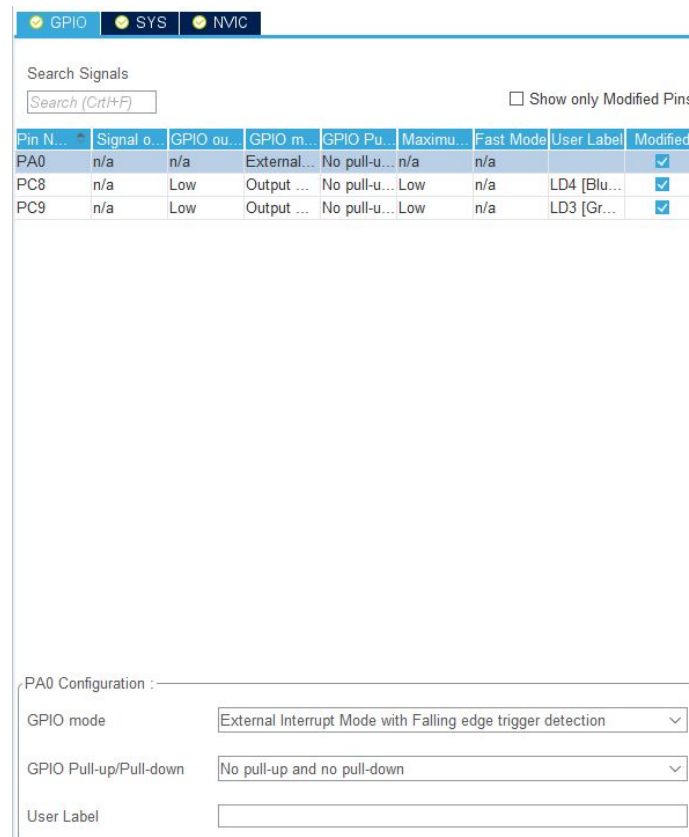 GPIO SYS NVIC
Search Signals
Search (Crtl+F)
Show only Modified Pins
Pin N... Signal o... GPIO ou... GPIO m... GPIO Pu... Maximu... Fast Mode User Label Modified
PA0 n/a n/a External... No pull-u... n/a n/a
PC8 n/a Low Output ... No pull-u... Low n/a LD4 [Blu...
PC9 n/a Low Output ... No pull-u... Low n/a LD3 [Gr...
PA0 Configuration :
GPIO mode External Interrupt Mode with Falling edge trigger detection
GPIO Pull-up/Pull-down No pull-up and no pull-down
User Label